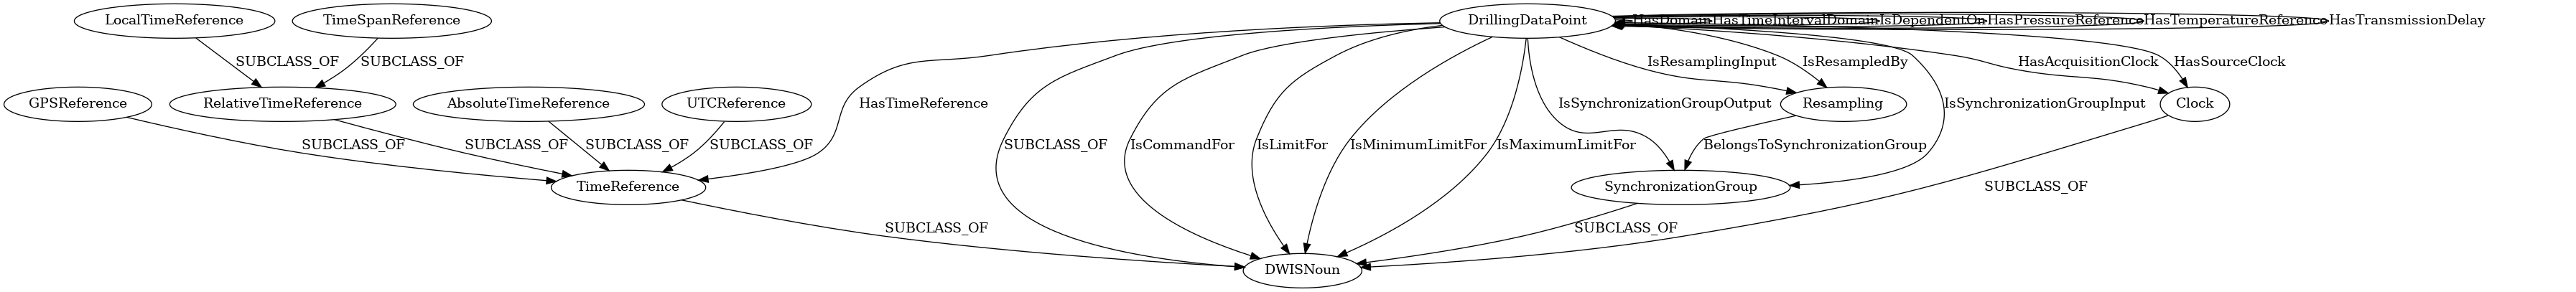 LocalTimeReference
TimeSpanReference
DrillingDataPoint
HasDomain
HasTimeIntervalDomain
IsDependentOn
HasPressureReference
HasTemperatureReference
HasTransmissionDelay
SUBCLASS_OF
SUBCLASS_OF
IsResamplingInput
IsResampledBy
HasAcquisitionClock
HasSourceClock
GPSReference
RelativeTimeReference
AbsoluteTimeReference
UTCReference
HasTimeReference
IsSynchronizationGroupOutput
Resampling
IsSynchronizationGroupInput
Clock
SUBCLASS_OF
SUBCLASS_OF
SUBCLASS_OF
SUBCLASS_OF
SUBCLASS_OF
IsCommandFor
IsLimitFor
IsMinimumLimitFor
IsMaximumLimitFor
BelongsToSynchronizationGroup
TimeReference
SynchronizationGroup
SUBCLASS_OF
SUBCLASS_OF
SUBCLASS_OF
DWISNoun